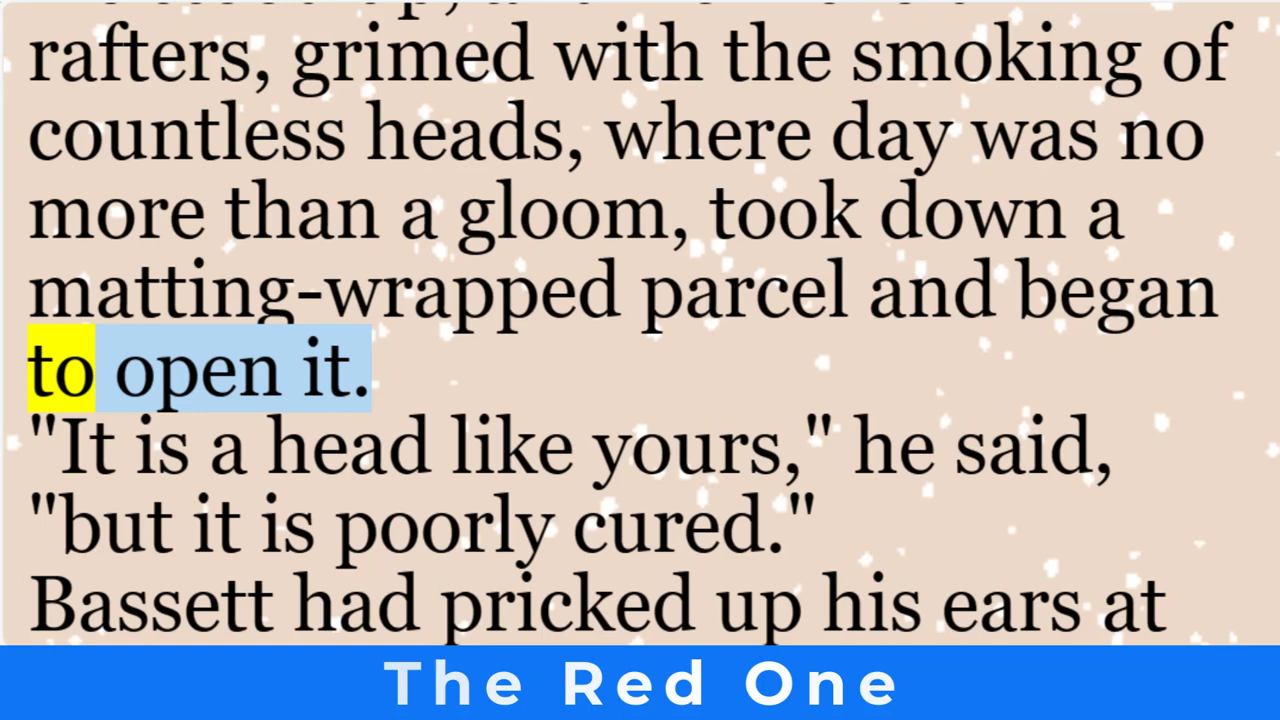 rafters, grimed with the smoking of
countless heads, where day was no
more than a gloom, took down a
matting-wrapped parcel and began
to open it.
"It is a head like yours," he said,
"but it is poorly cured."
Bassett had pricked up his ears at
The Red One